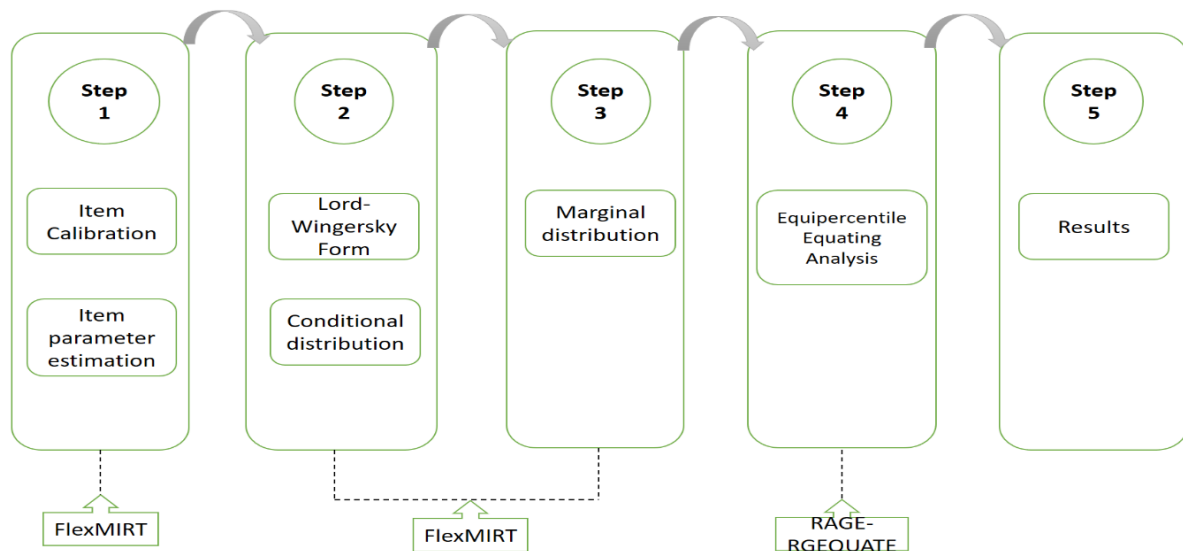 Step
1
Item
Calibration
Item
parameter
estimation
FlexMIRT
Step
2
Lord-
Wingersky
Form
Conditional
distribution
Step
3
Marginal
distribution
FlexMIRT
Step
4
Equipercentile
Equating
Analysis
RAGE-
RGEQUATE
Step
5
Results